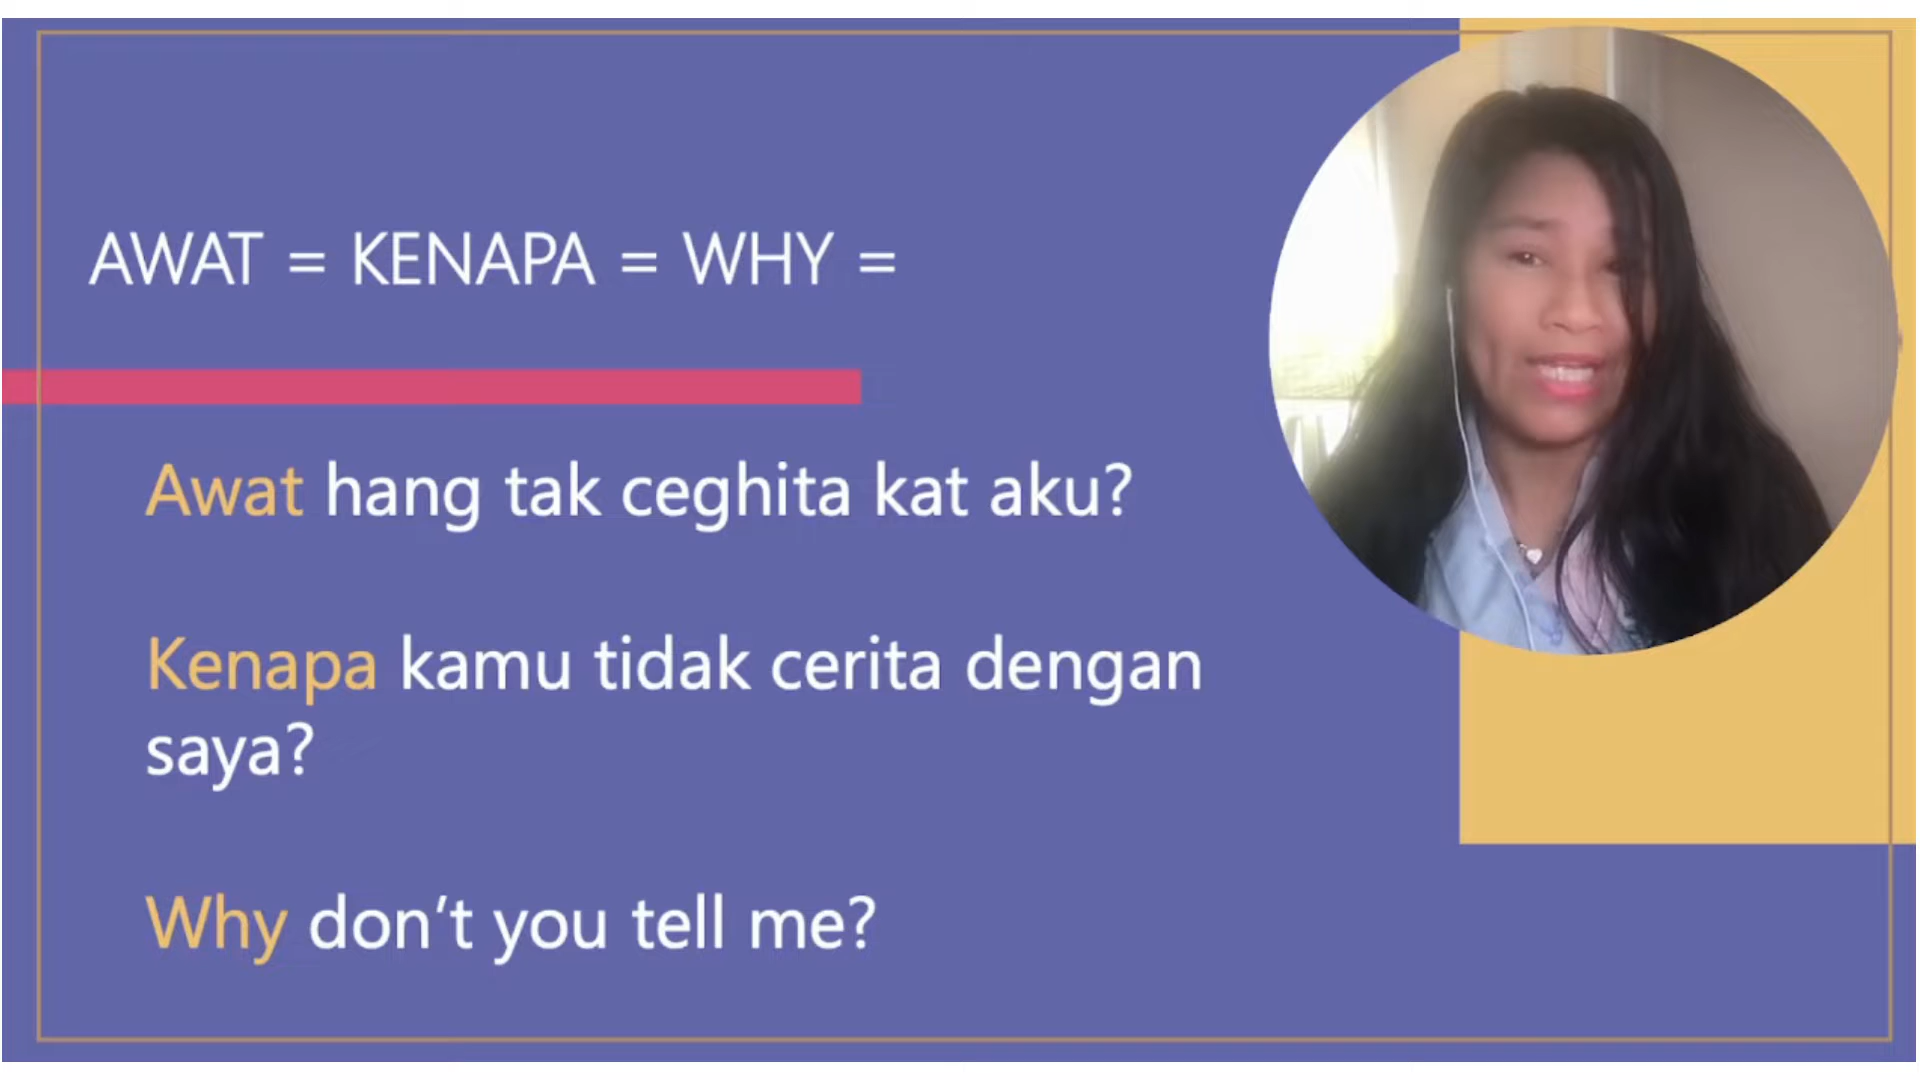 AWAT = KENAPA = WHY =
Awat hang tak ceghita kat aku?
Kenapa kamu tidak cerita dengan
saya?
Why don’t you tell me?